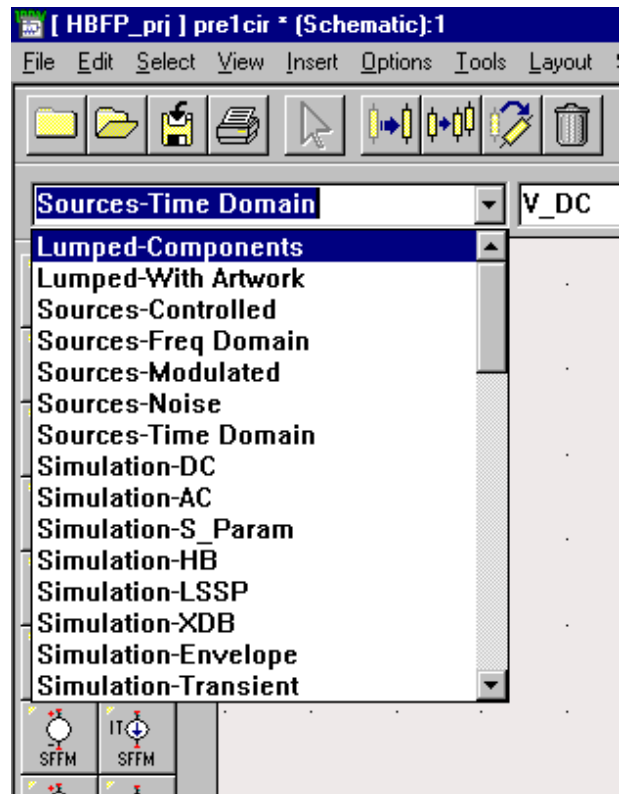 [ HBFP_prj ] pre1cir * (Schematic):1
File Edit Select View Insert Options Tools Layout
Sources-Time Domain V_DC
Lumped-Components
Lumped-With Artwork
Sources-Controlled
Sources-Freq Domain
Sources-Modulated
Sources-Noise
Sources-Time Domain
Simulation-DC
Simulation-AC
Simulation-S_Param
Simulation-HB
Simulation-LSSP
Simulation-XDB
Simulation-Envelope
Simulation-Transient
IT
SFFM SFFM